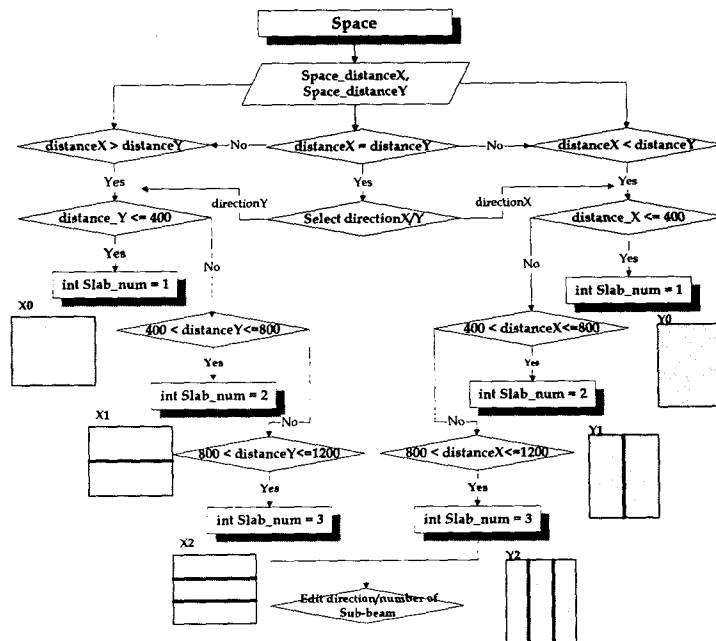 Space
Space_distanceX,
Space_distanceY
distanceX > distanceY
No
distanceX = distanceY
No
distanceX < distanceY
Yes
Yes
Yes
directionY
directionX
distance_Y <= 400
Select directionX/Y
distance_X <= 400
int Slab_num = 1
No
No
int Slab_num = 1
X0
Y0
400 < distanceY<=800
400 < distanceX<=800
Yes
Yes
int Slab_num = 2
int Slab_num = 2
X1
No
No
Y1
800 < distanceY<=1200
800 < distanceX<=1200
Yes
Yes
int Slab_num = 3
int Slab_num = 3
X2
Y2
Edit direction/number of
Sub-beam